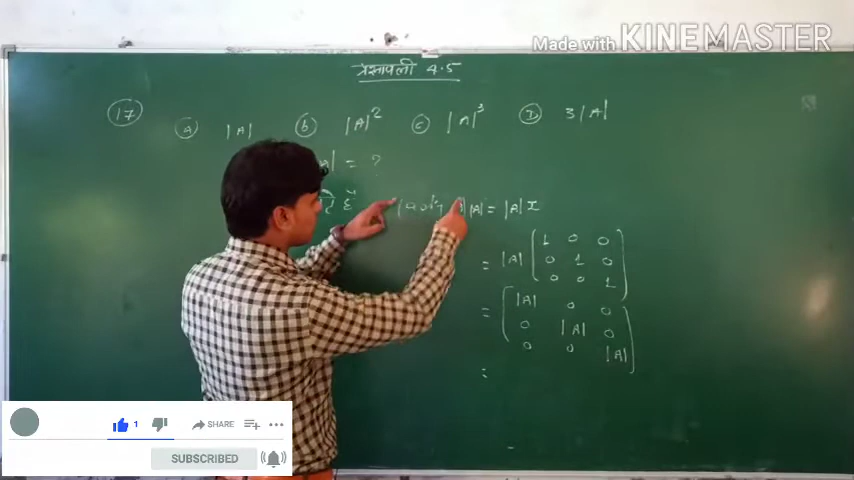 Made with KINEMASTER
प्रश्नावली 4.5
17
a |A| b |A|² c |A|³ D 3|A|
= ?
हैं |A| = |A| I
= |A| [1 0 0
0 1 0
0 0 1]
= [|A| 0 0
0 |A| 0
0 0 |A|]
=
1 SHARE
SUBSCRIBED